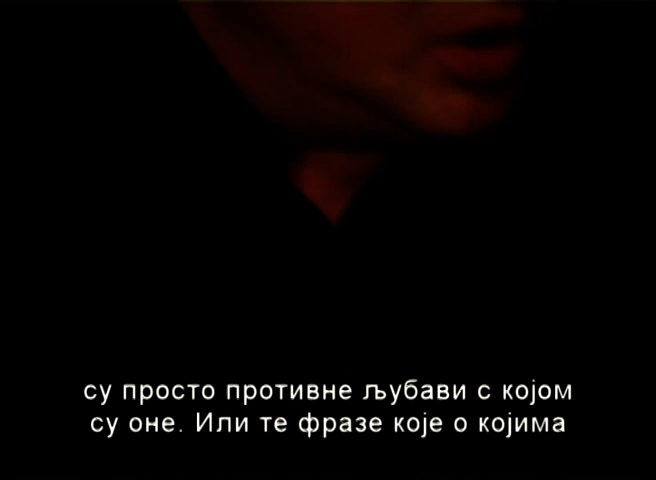 су просто противне љубави с којом
су оне. Или те фразе које о којима